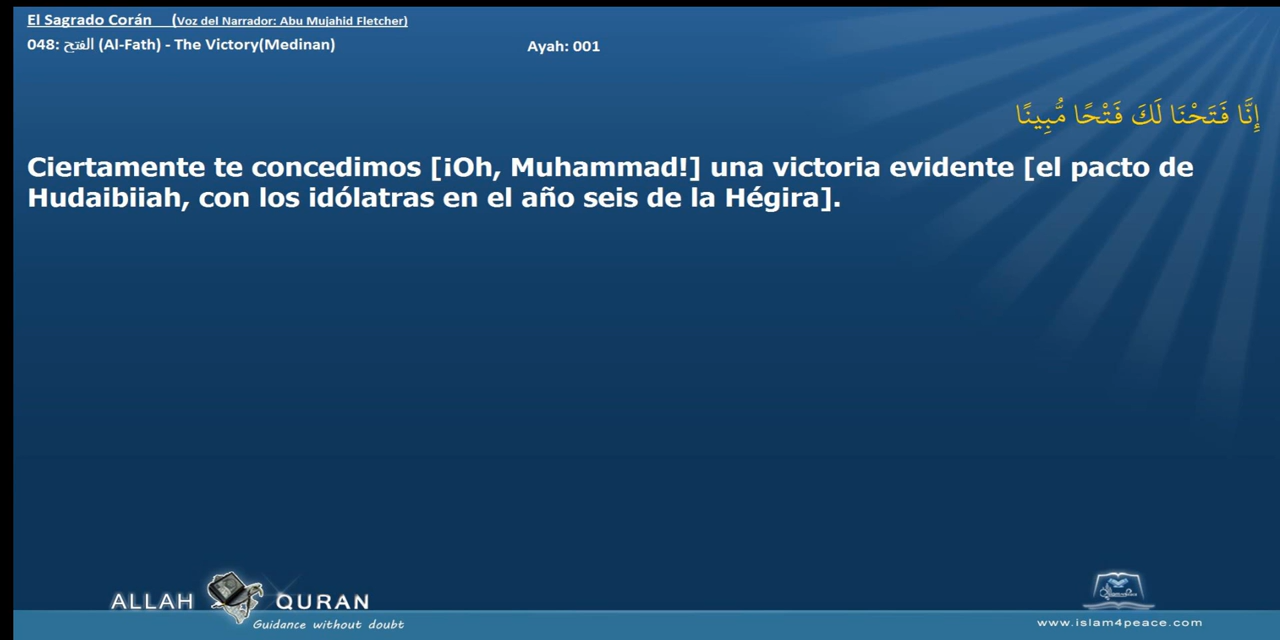 El Sagrado Corán (Voz del Narrador: Abu Mujahid Fletcher)
048: الفتح (Al-Fath) - The Victory(Medinan) Ayah: 001
إِنَّا فَتَحْنَا لَكَ فَتْحًا مُّبِينًا
Ciertamente te concedimos [¡Oh, Muhammad!] una victoria evidente [el pacto de
Hudaibiiah, con los idólatras en el año seis de la Hégira].
ALLAH QURAN
Guidance without doubt
www.islam4peace.com